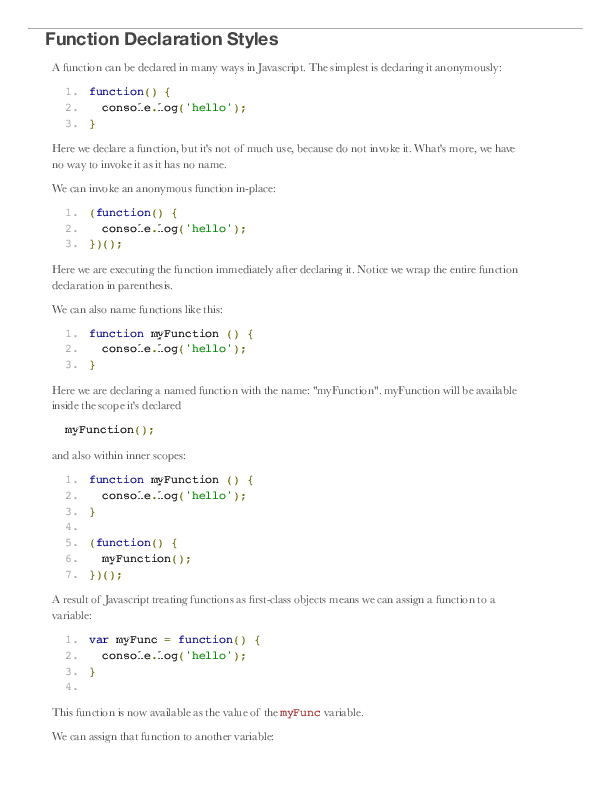 Function Declaration Styles
A function can be declared in many ways in Javascript. The simplest is declaring it anonymously:
1. function() {
2. console.log('hello');
3. }
Here we declare a function, but it's not of much use, because do not invoke it. What's more, we have
no way to invoke it as it has no name.
We can invoke an anonymous function in-place:
1. (function() {
2. console.log('hello');
3. })();
Here we are executing the function immediately after declaring it. Notice we wrap the entire function
declaration in parenthesis.
We can also name functions like this:
1. function myFunction () {
2. console.log('hello');
3. }
Here we are declaring a named function with the name: "myFunction". myFunction will be available
inside the scope it's declared
myFunction();
and also within inner scopes:
1. function myFunction () {
2. console.log('hello');
3. }
4.
5. (function() {
6. myFunction();
7. })();
A result of Javascript treating functions as first-class objects means we can assign a function to a
variable:
1. var myFunc = function() {
2. console.log('hello');
3. }
4.
This function is now available as the value of the myFunc variable.
We can assign that function to another variable: